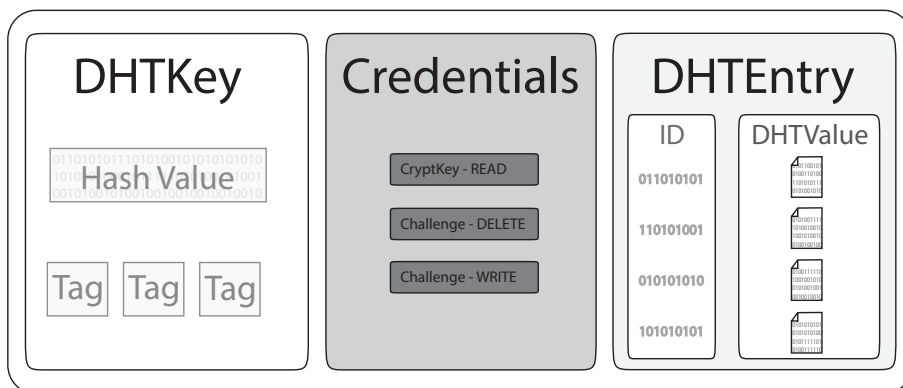 DHTKey
Hash Value
Tag Tag Tag
Credentials
CryptKey - READ
Challenge - DELETE
Challenge - WRITE
DHTEntry
ID
DHTValue
011010101
110101001
010101010
101010101